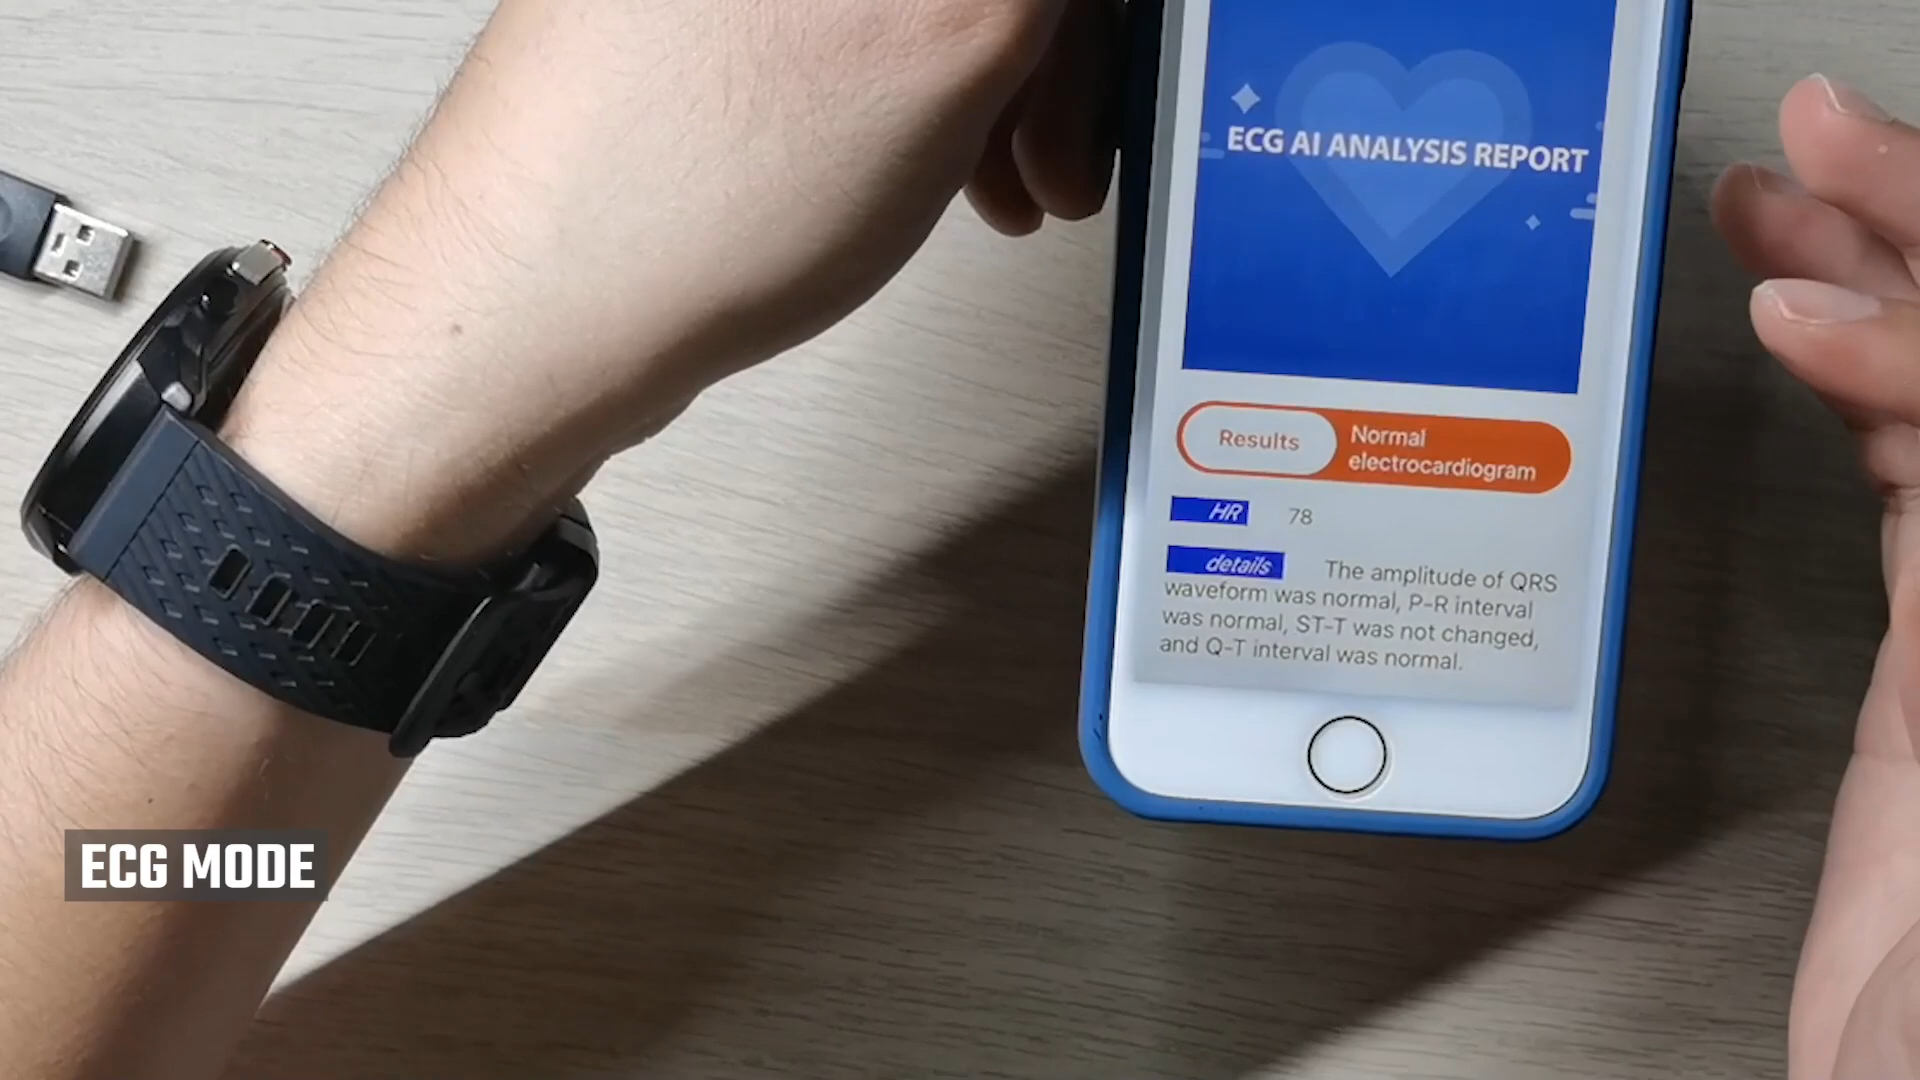 ECG AI ANALYSIS REPORT
Results
Normal
electrocardiogram
HR 78
details The amplitude of QRS
waveform was normal, P-R interval
was normal, ST-T was not changed,
and Q-T interval was normal.
ECG MODE